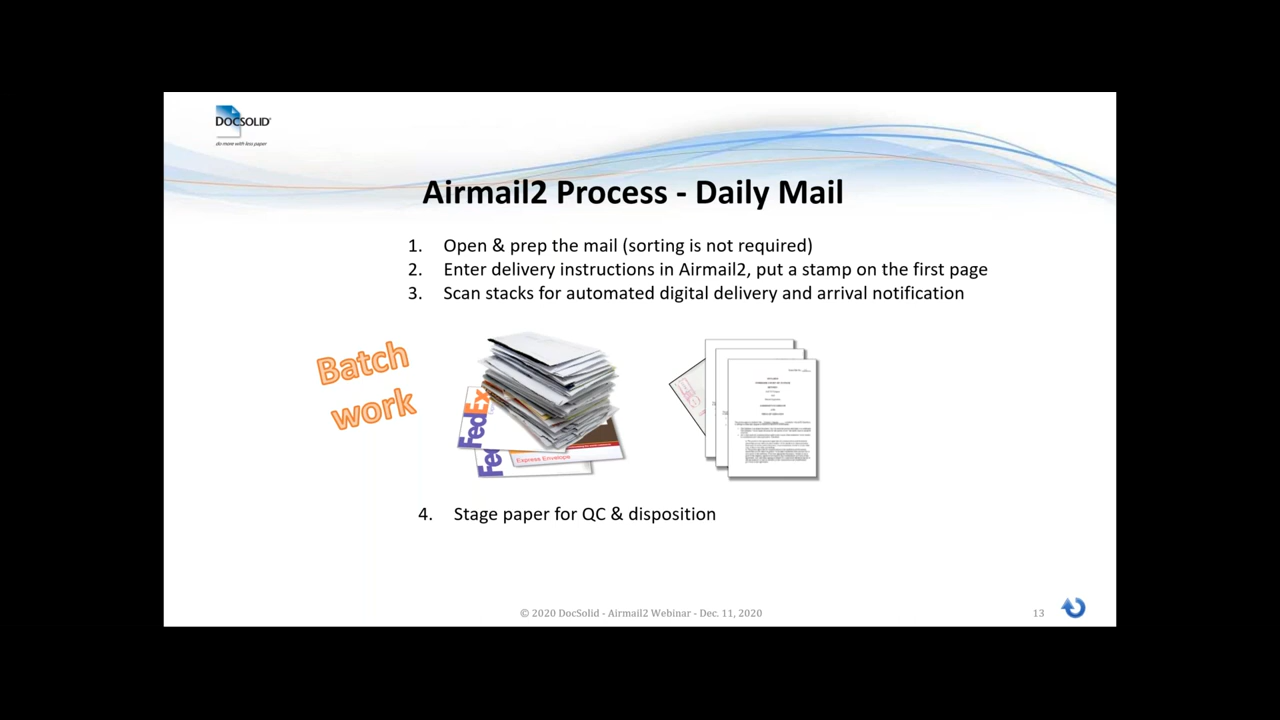 DOCSOLID
do more with less paper
Airmail2 Process - Daily Mail
1. Open & prep the mail (sorting is not required)
2. Enter delivery instructions in Airmail2, put a stamp on the first page
3. Scan stacks for automated digital delivery and arrival notification
Batch
work
FedEx
Express Envelope
4. Stage paper for QC & disposition
© 2020 DocSolid - Airmail2 Webinar - Dec. 11, 2020
13